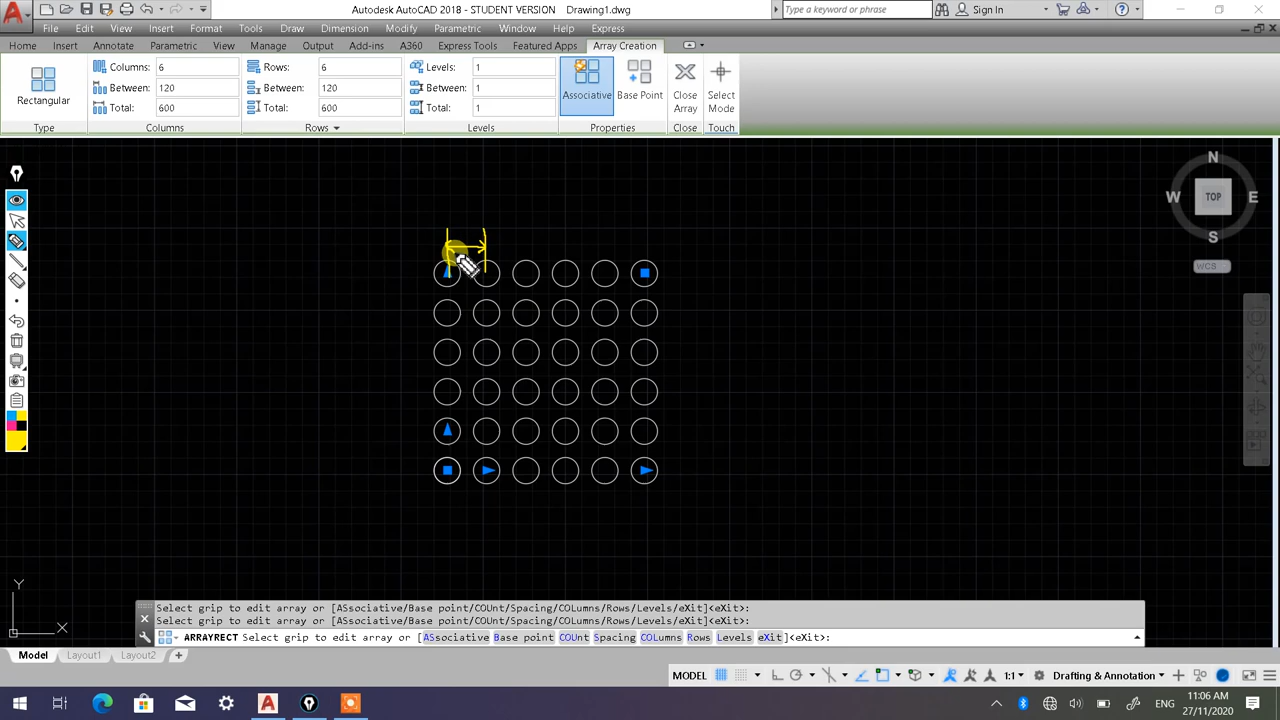 Autodesk AutoCAD 2018 - STUDENT VERSION Drawing1.dwg
Type a keyword or phrase
Sign In
File Edit View Insert Format Tools Draw Dimension Modify Parametric Window Help Express
Home Insert Annotate Parametric View Manage Output Add-ins A360 Express Tools Featured Apps Array Creation
Columns: 6 Rows: 6 Levels: 1
Between: 120 Between: 120 Between: 1
Total: 600 Total: 600 Total: 1
Rectangular
Associative Base Point
Close Array
Select Mode
Type Columns Rows Levels Properties Close Touch
N
W TOP E
S
WCS
Y
X
Select grip to edit array or [ASsociative/Base point/COUnt/Spacing/COLumns/Rows/Levels/eXit]<eXit>:
Select grip to edit array or [ASsociative/Base point/COUnt/Spacing/COLumns/Rows/Levels/eXit]<eXit>:
ARRAYRECT Select grip to edit array or [ASsociative Base point COUnt Spacing COLumns Rows Levels eXit]<eXit>:
Model Layout1 Layout2 +
MODEL 1:1 Drafting & Annotation
ENG
11:06 AM
27/11/2020